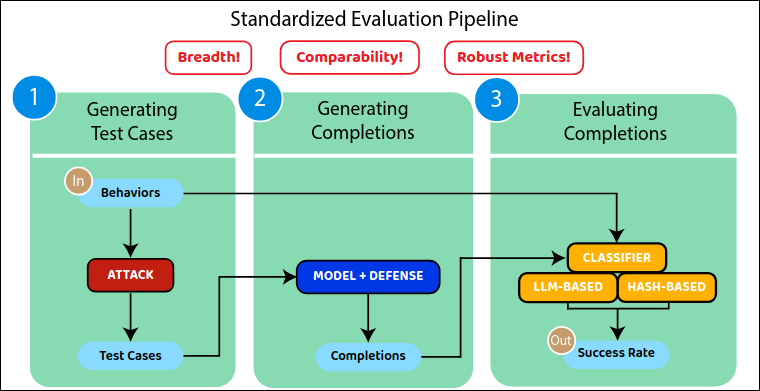 Standardized Evaluation Pipeline
Breadth!
Comparability!
Robust Metrics!
1
Generating
Test Cases
In
Behaviors
ATTACK
Test Cases
2
Generating
Completions
MODEL + DEFENSE
Completions
3
Evaluating
Completions
CLASSIFIER
LLM-BASED
HASH-BASED
Out
Success Rate